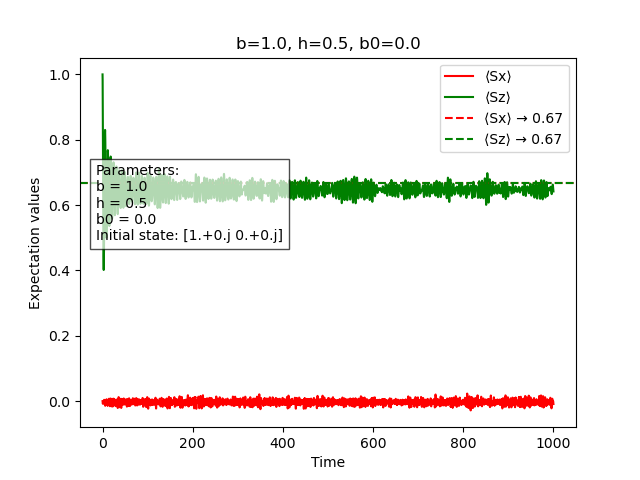 b=1.0, h=0.5, b0=0.0
Expectation values
1.0
0.8
0.6
0.4
0.2
0.0
⟨Sx⟩
⟨Sz⟩
⟨Sx⟩ → 0.67
⟨Sz⟩ → 0.67
Parameters:
b = 1.0
h = 0.5
b0 = 0.0
Initial state: [1.+0.j 0.+0.j]
0 200 400 600 800 1000
Time